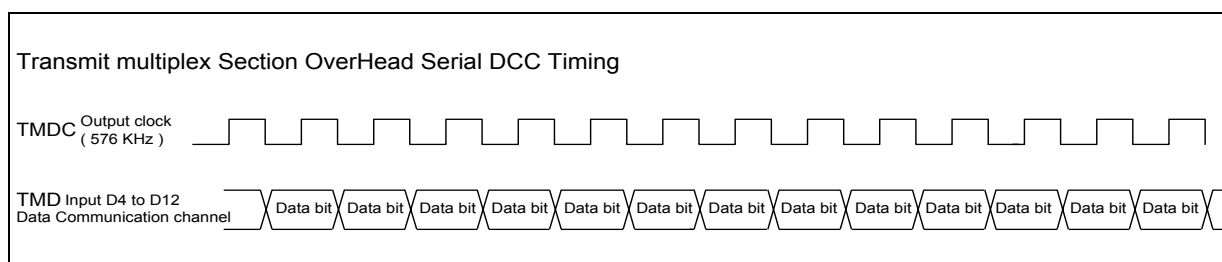 Transmit multiplex Section OverHead Serial DCC Timing
TMDC Output clock
( 576 KHz )
TMD Input D4 to D12
Data Communication channel
Data bit Data bit Data bit Data bit Data bit Data bit Data bit Data bit Data bit Data bit Data bit Data bit Data bit